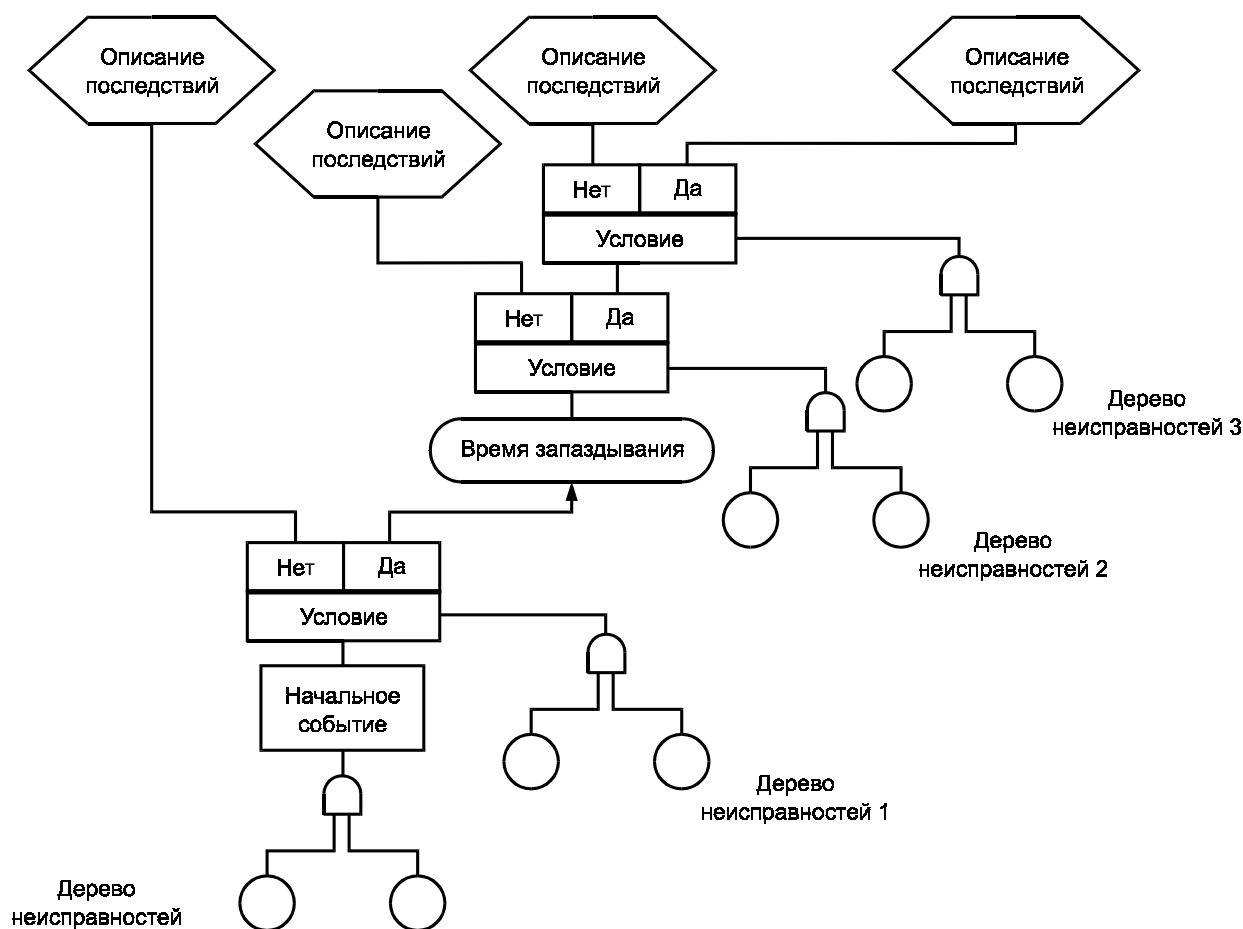 Описание
последствий
Описание
последствий
Описание
последствий
Описание
последствий
Нет
Да
Условие
Нет
Да
Условие
Дерево
неисправностей 3
Время запаздывания
Дерево
неисправностей 2
Нет
Да
Условие
Начальное
событие
Дерево
неисправностей 1
Дерево
неисправностей